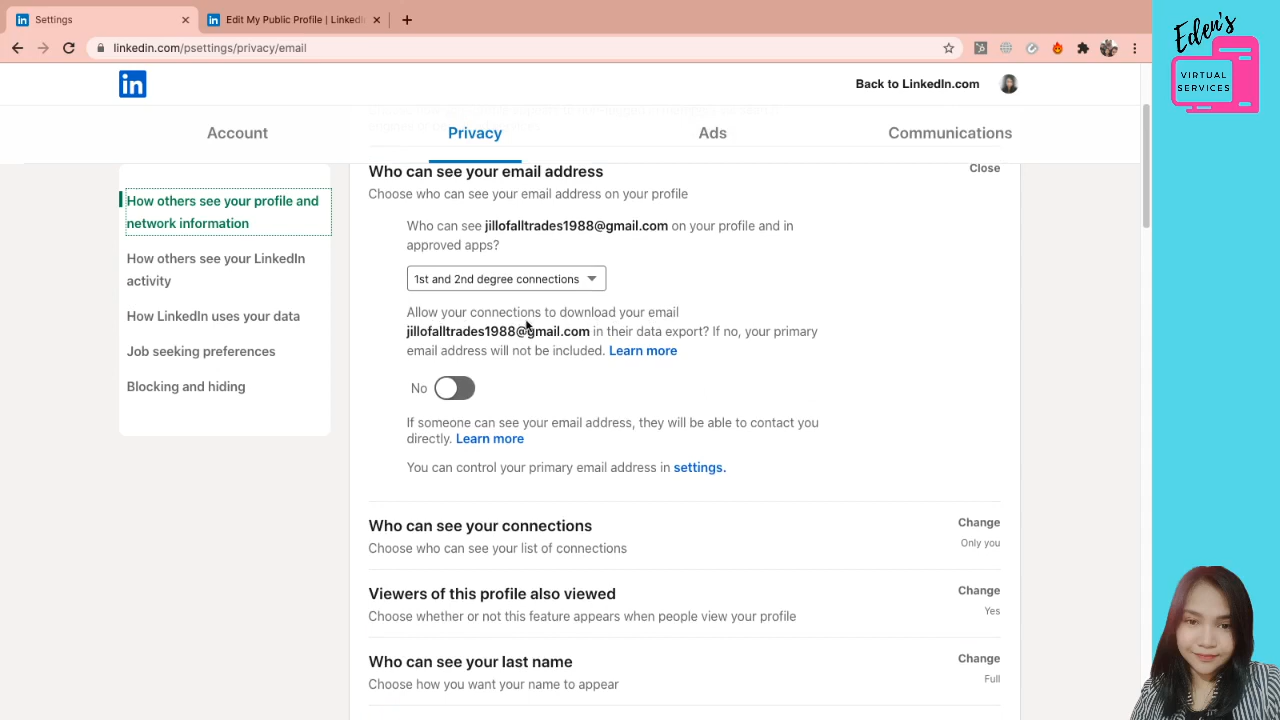 Settings
Edit My Public Profile | LinkedIn
linkedin.com/psettings/privacy/email
Eden's
VIRTUAL
SERVICES
in
Back to LinkedIn.com
Account
Privacy
Ads
Communications
Who can see your email address
Close
Choose who can see your email address on your profile
How others see your profile and
network information
How others see your LinkedIn
activity
How LinkedIn uses your data
Job seeking preferences
Blocking and hiding
Who can see jillofalltrades1988@gmail.com on your profile and in
approved apps?
1st and 2nd degree connections
Allow your connections to download your email
jillofalltrades1988@gmail.com in their data export? If no, your primary
email address will not be included. Learn more
No
If someone can see your email address, they will be able to contact you
directly. Learn more
You can control your primary email address in settings.
Who can see your connections
Change
Choose who can see your list of connections
Only you
Viewers of this profile also viewed
Change
Choose whether or not this feature appears when people view your profile
Yes
Who can see your last name
Change
Choose how you want your name to appear
Full